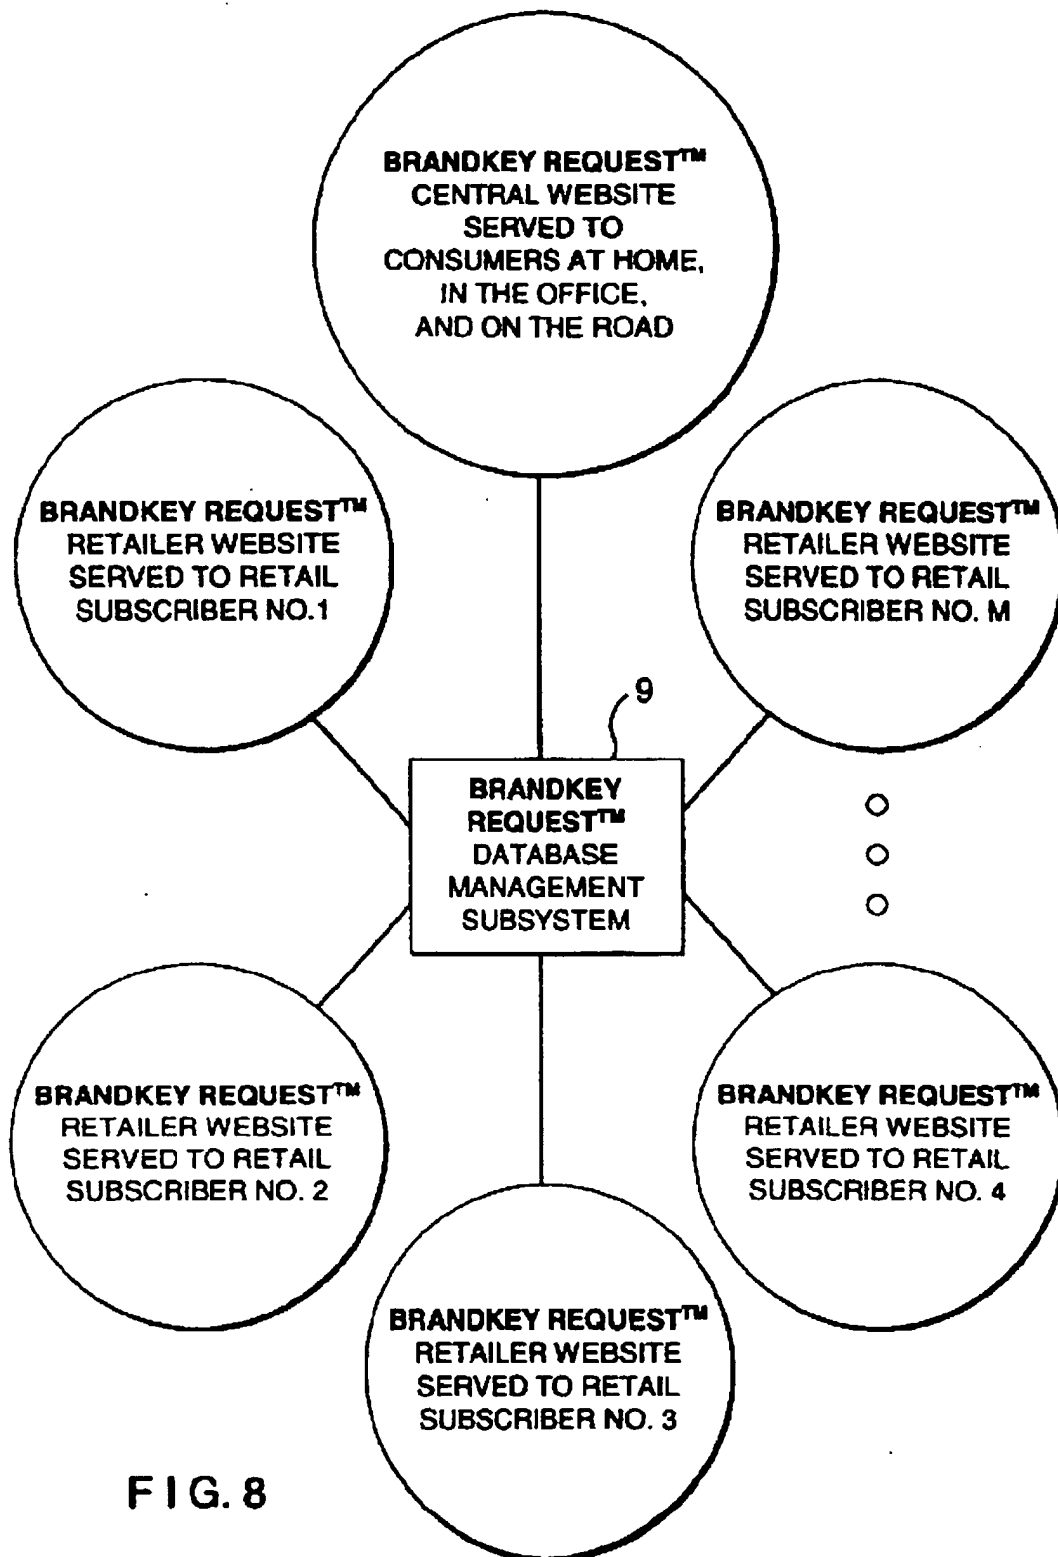 BRANDKEY REQUEST™
CENTRAL WEBSITE
SERVED TO
CONSUMERS AT HOME,
IN THE OFFICE,
AND ON THE ROAD
BRANDKEY REQUEST™
RETAILER WEBSITE
SERVED TO RETAIL
SUBSCRIBER NO.1
BRANDKEY REQUEST™
RETAILER WEBSITE
SERVED TO RETAIL
SUBSCRIBER NO. M
9
BRANDKEY
REQUEST™
DATABASE
MANAGEMENT
SUBSYSTEM
BRANDKEY REQUEST™
RETAILER WEBSITE
SERVED TO RETAIL
SUBSCRIBER NO. 2
BRANDKEY REQUEST™
RETAILER WEBSITE
SERVED TO RETAIL
SUBSCRIBER NO. 4
BRANDKEY REQUEST™
RETAILER WEBSITE
SERVED TO RETAIL
SUBSCRIBER NO. 3
FIG. 8